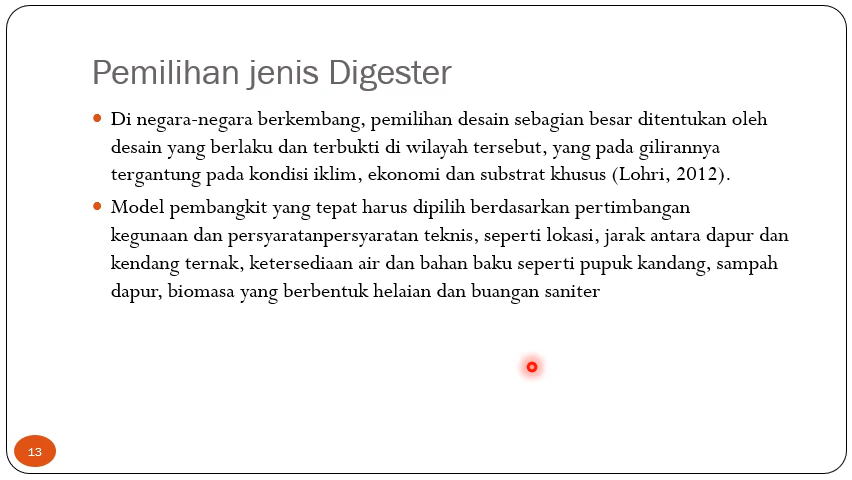 Pemilihan jenis Digester
Di negara-negara berkembang, pemilihan desain sebagian besar ditentukan oleh
desain yang berlaku dan terbukti di wilayah tersebut, yang pada gilirannya
tergantung pada kondisi iklim, ekonomi dan substrat khusus (Lohri, 2012).
Model pembangkit yang tepat harus dipilih berdasarkan pertimbangan
kegunaan dan persyaratanpersyaratan teknis, seperti lokasi, jarak antara dapur dan
kendang ternak, ketersediaan air dan bahan baku seperti pupuk kandang, sampah
dapur, biomasa yang berbentuk helaian dan buangan saniter
13